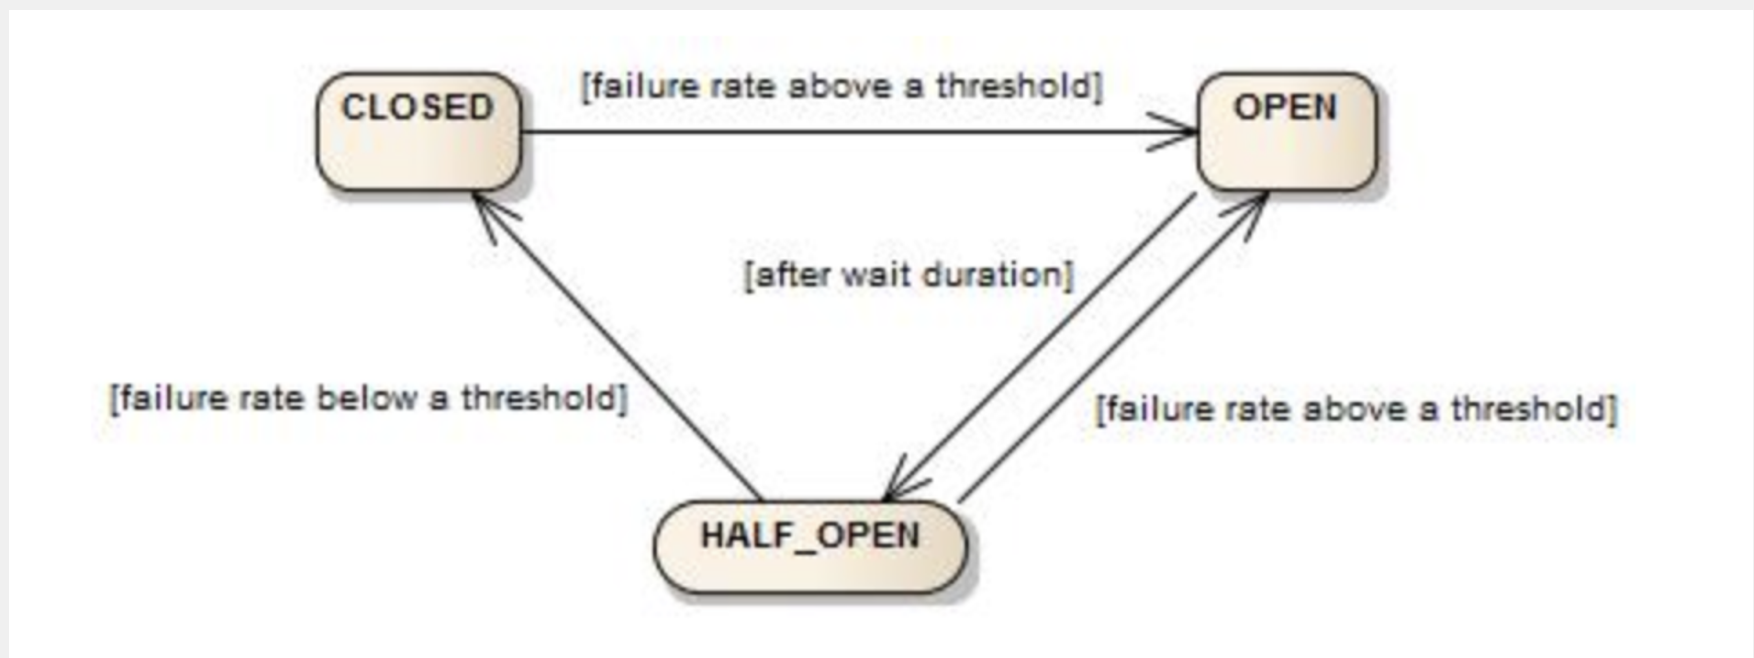 [failure rate above a threshold]
CLOSED
OPEN
[after wait duration]
[failure rate below a threshold]
[failure rate above a threshold]
HALF_OPEN